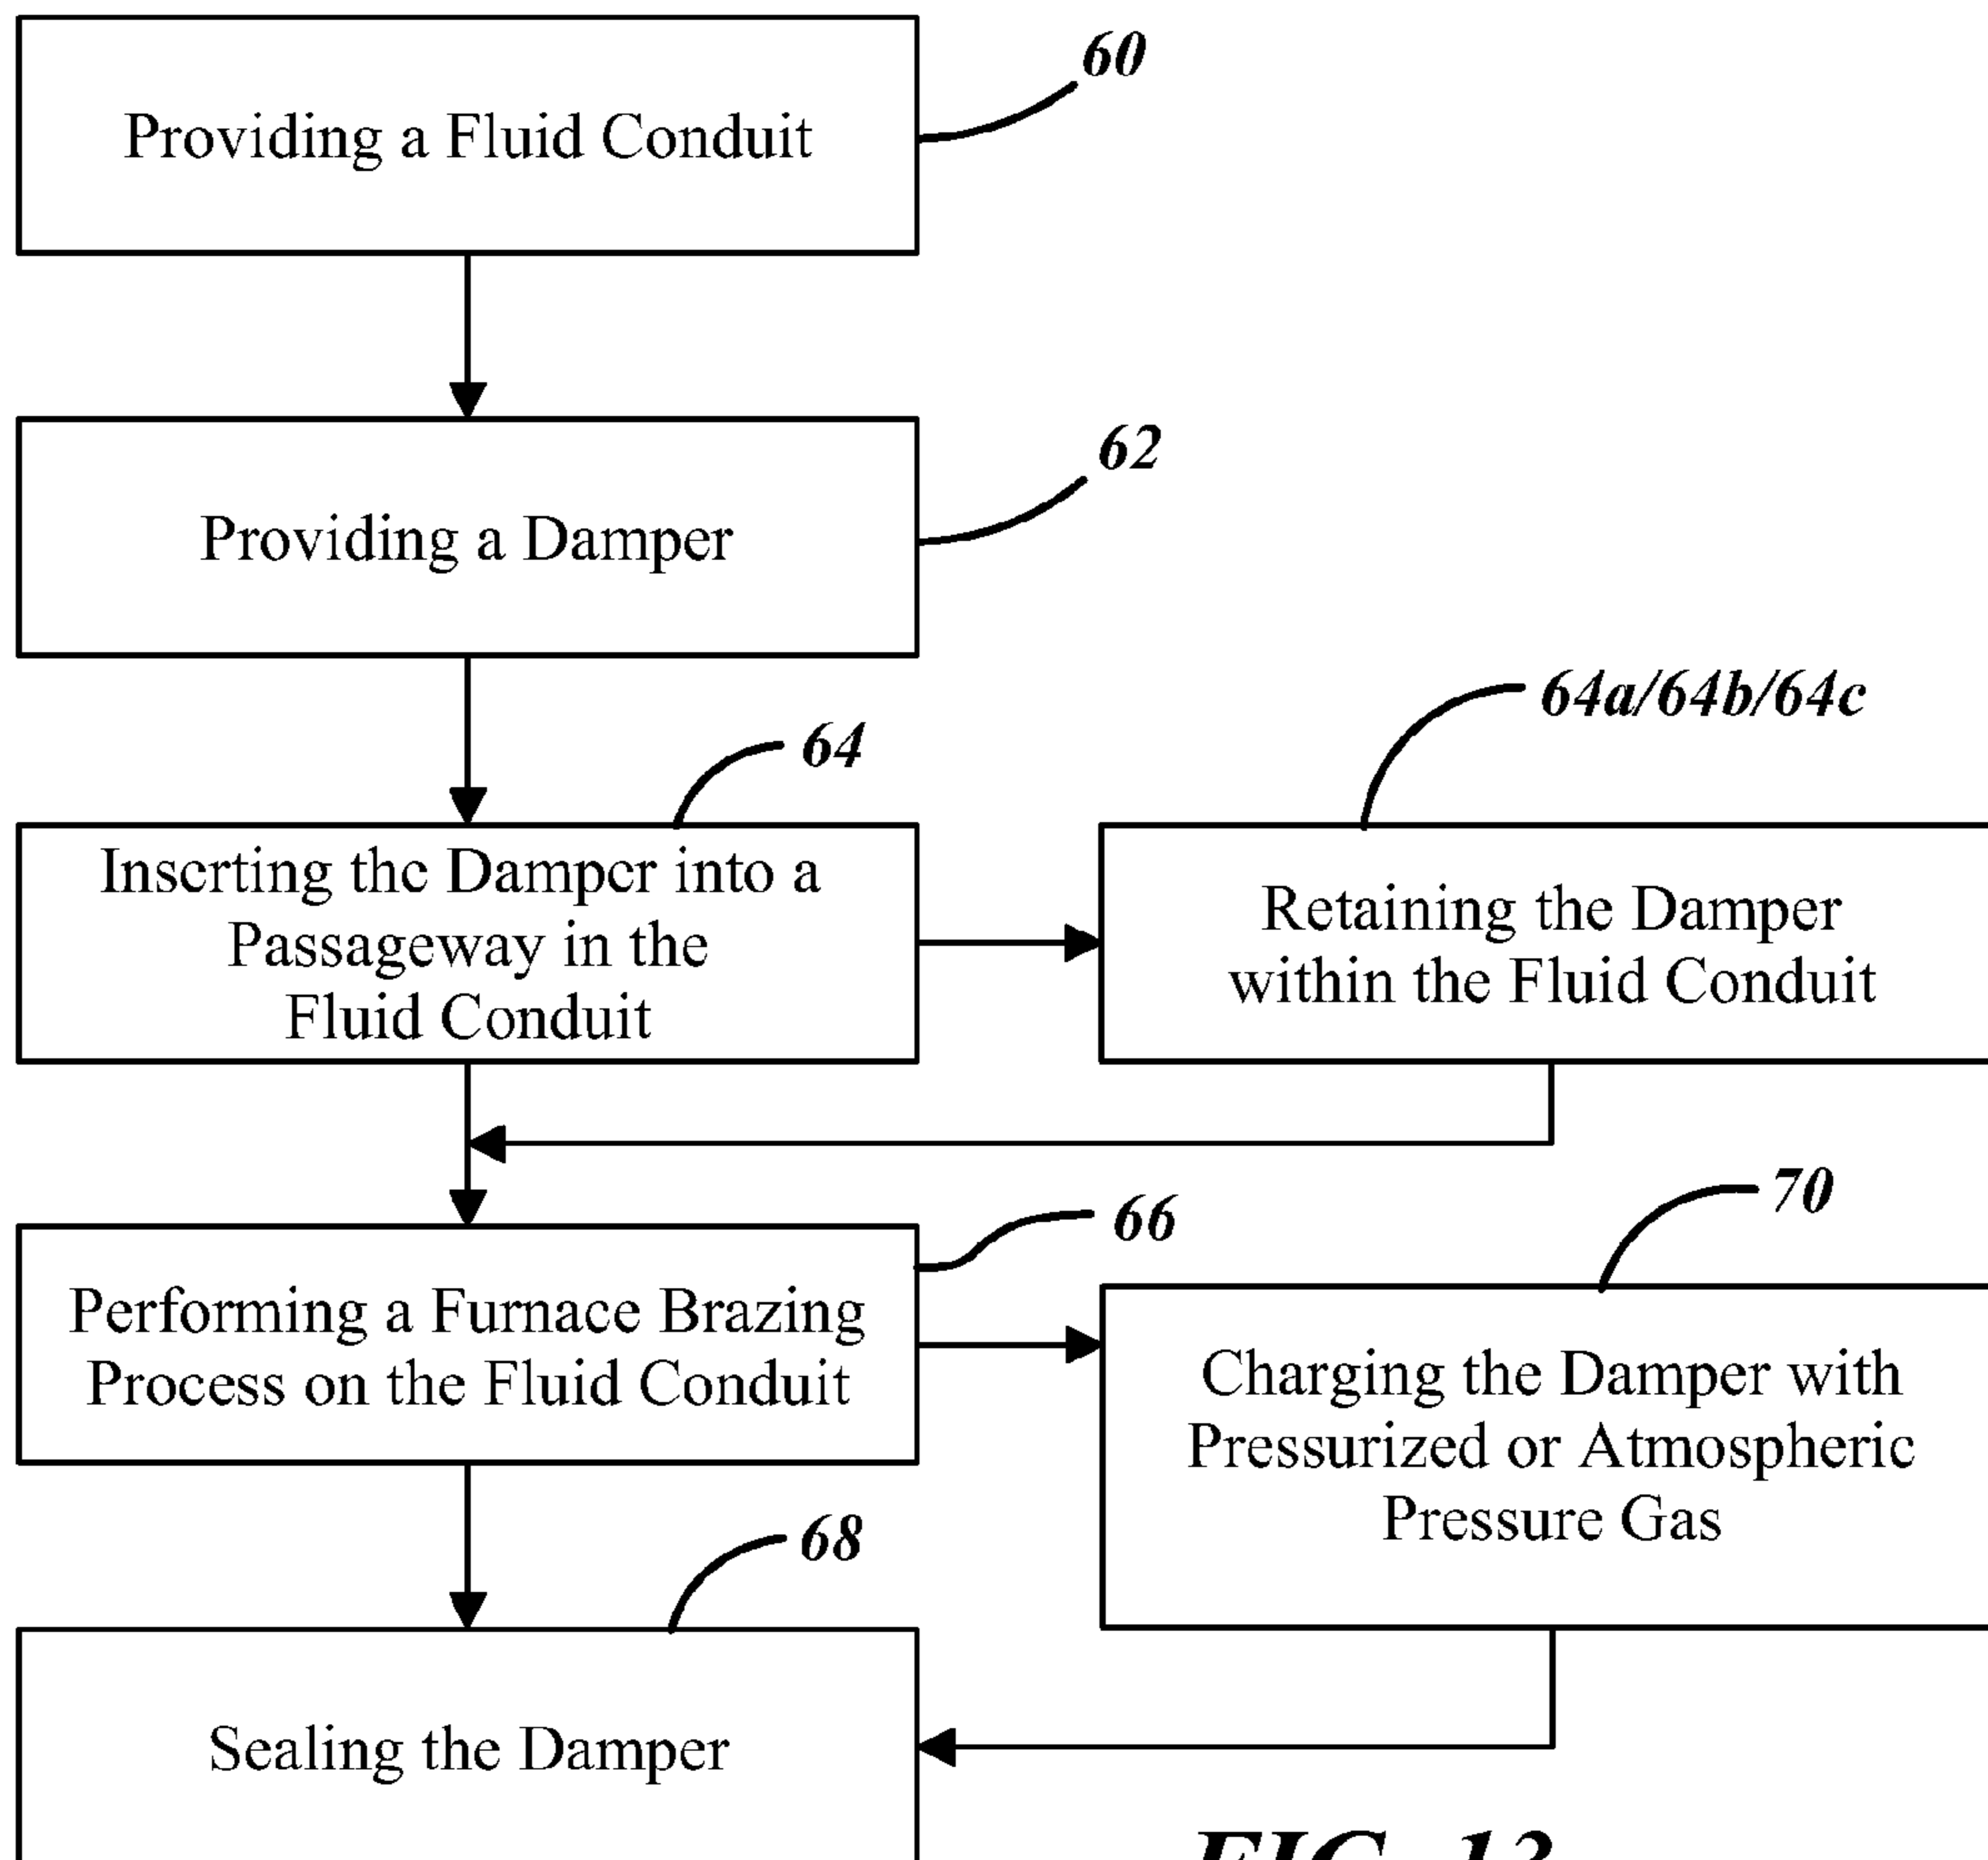 Providing a Fluid Conduit
60
Providing a Damper
62
64
Inserting the Damper into a
Passageway in the
Fluid Conduit
64a/64b/64c
Retaining the Damper
within the Fluid Conduit
66
Performing a Furnace Brazing
Process on the Fluid Conduit
70
Charging the Damper with
Pressurized or Atmospheric
Pressure Gas
68
Sealing the Damper
FIG. 13